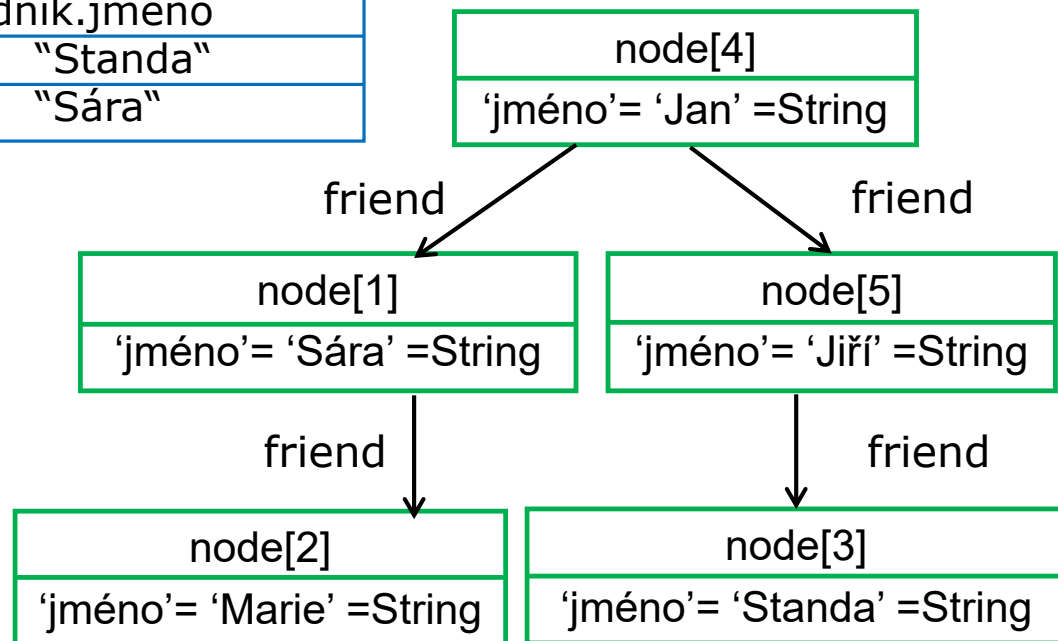 dník.jméno
“Standa“
“Sára“
node[4]
‘jméno’= ‘Jan’ =String
friend
friend
node[1]
‘jméno’= ‘Sára’ =String
node[5]
‘jméno’= ‘Jiří’ =String
friend
friend
node[2]
‘jméno’= ‘Marie’ =String
node[3]
‘jméno’= ‘Standa’ =String